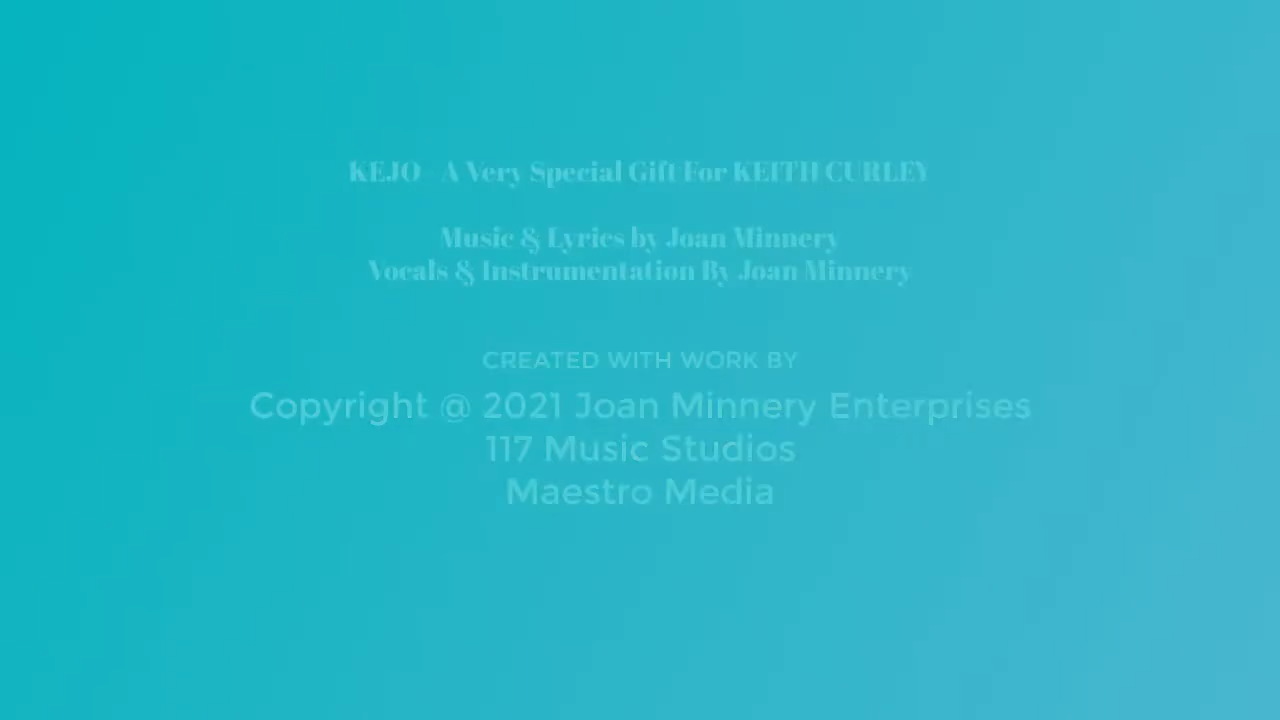 KEJO - A Very Special Gift For KEITH CURLEY
Music & Lyrics by Joan Minnery
Vocals & Instrumentation By Joan Minnery
CREATED WITH WORK BY
Copyright @ 2021 Joan Minnery Enterprises
117 Music Studios
Maestro Media